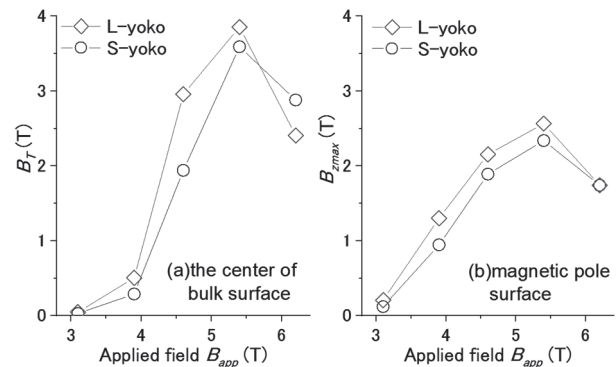 4
3
2
1
0
B_T (T)
L-yoko
S-yoko
(a)the center of
bulk surface
3 4 5 6
Applied field B_app (T)
4
3
2
1
0
B_zmax (T)
L-yoko
S-yoko
(b)magnetic pole
surface
3 4 5 6
Applied field B_app (T)